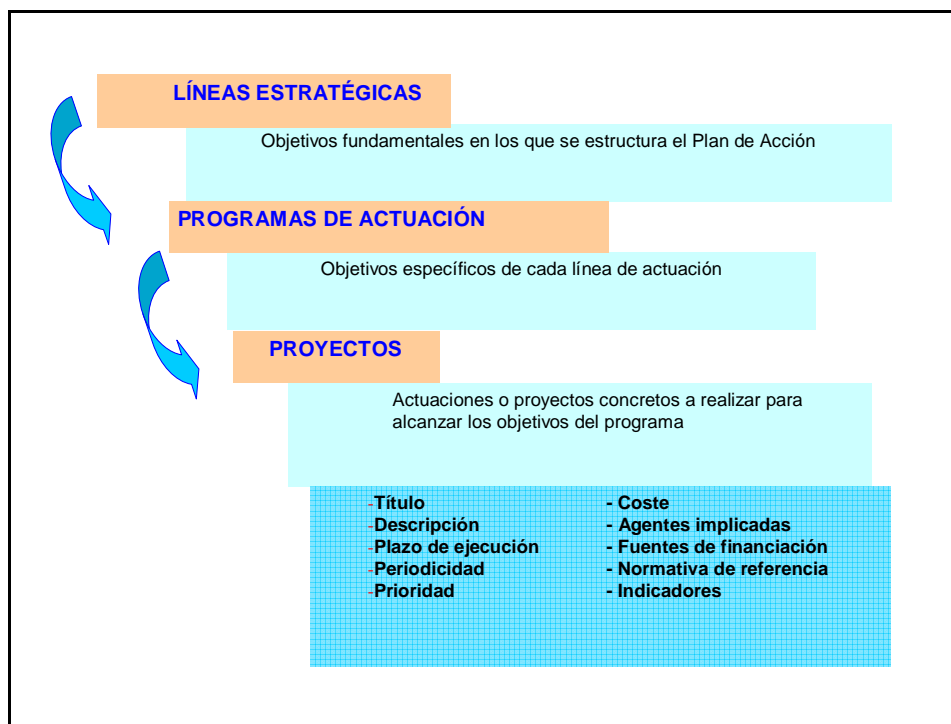 LÍNEAS ESTRATÉGICAS
Objetivos fundamentales en los que se estructura el Plan de Acción
PROGRAMAS DE ACTUACIÓN
Objetivos específicos de cada línea de actuación
PROYECTOS
Actuaciones o proyectos concretos a realizar para
alcanzar los objetivos del programa
-Título
-Descripción
-Plazo de ejecución
-Periodicidad
-Prioridad
- Coste
- Agentes implicadas
- Fuentes de financiación
- Normativa de referencia
- Indicadores